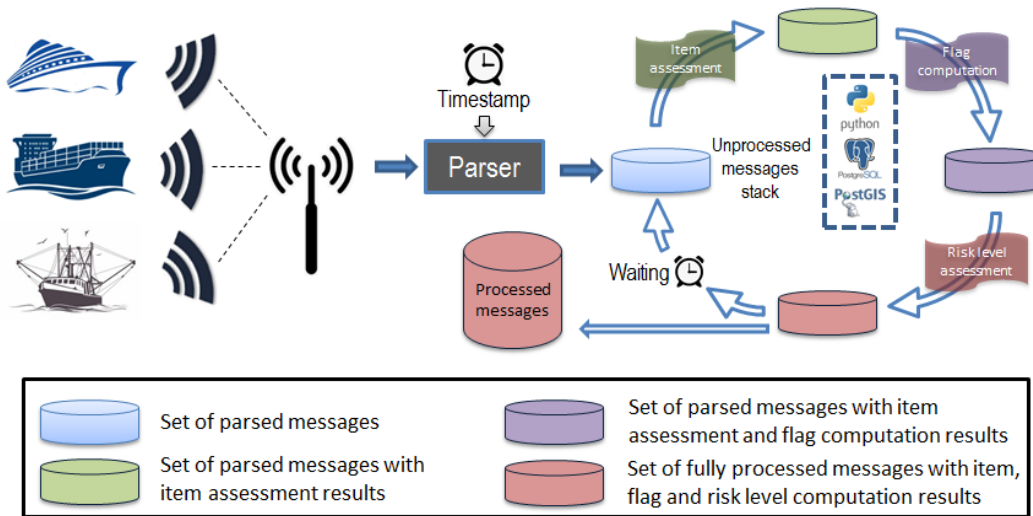 Timestamp
Parser
Item
assessment
Flag
computation
python
PostgreSQL
PostGIS
Unprocessed
messages
stack
Risk level
assessment
Waiting
Processed
messages
Set of parsed messages
Set of parsed messages with
item assessment results
Set of parsed messages with item
assessment and flag computation results
Set of fully processed messages with item,
flag and risk level computation results